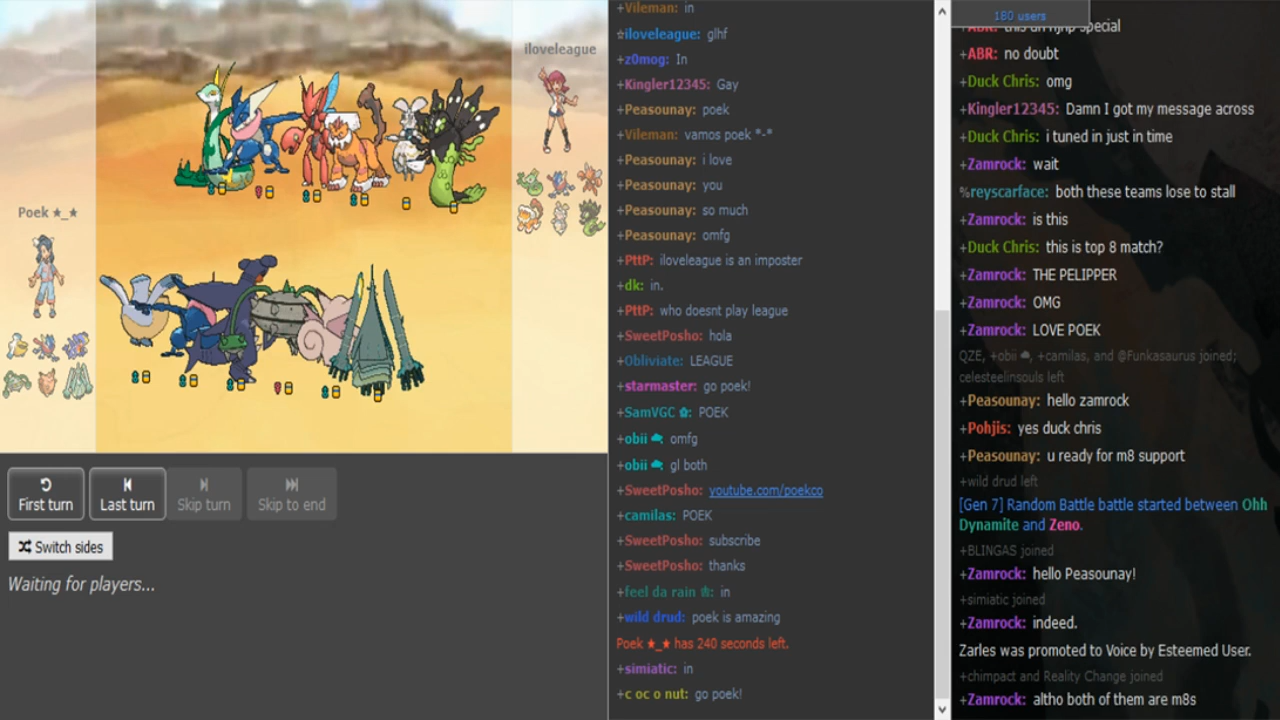 iloveleague
Poek ★_★
First turn
Last turn
Skip turn
Skip to end
Switch sides
Waiting for players...
+Vileman: in
☆iloveleague: glhf
+z0mog: In
+Kingler12345: Gay
+Peasounay: poek
+Vileman: vamos poek *-*
+Peasounay: i love
+Peasounay: you
+Peasounay: so much
+Peasounay: omfg
+PttP: iloveleague is an imposter
+dk: in.
+PttP: who doesnt play league
+SweetPosho: hola
+Obliviate: LEAGUE
+starmaster: go poek!
+SamVGC ✿: POEK
+obii ☁: omfg
+obii ☁: gl both
+SweetPosho: youtube.com/poekco
+camilas: POEK
+SweetPosho: subscribe
+SweetPosho: thanks
+feel da rain: in
+wild drud: poek is amazing
Poek ★_★ has 240 seconds left.
+simiatic: in
+c oc o nut: go poek!
180 users
+ABR: special
+ABR: no doubt
+Duck Chris: omg
+Kingler12345: Damn I got my message across
+Duck Chris: i tuned in just in time
+Zamrock: wait
%reyscarface: both these teams lose to stall
+Zamrock: is this
+Duck Chris: this is top 8 match?
+Zamrock: THE PELIPPER
+Zamrock: OMG
+Zamrock: LOVE POEK
QZE, +obii ☁, +camilas, and @Funkasaurus joined;
celesteelinsouls left
+Peasounay: hello zamrock
+Pohjis: yes duck chris
+Peasounay: u ready for m8 support
+wild drud left
[Gen 7] Random Battle battle started between Ohh
Dynamite and Zeno.
+BLINGAS joined
+Zamrock: hello Peasounay!
+simiatic joined
+Zamrock: indeed.
Zarles was promoted to Voice by Esteemed User.
+chimpact and Reality Change joined
+Zamrock: altho both of them are m8s